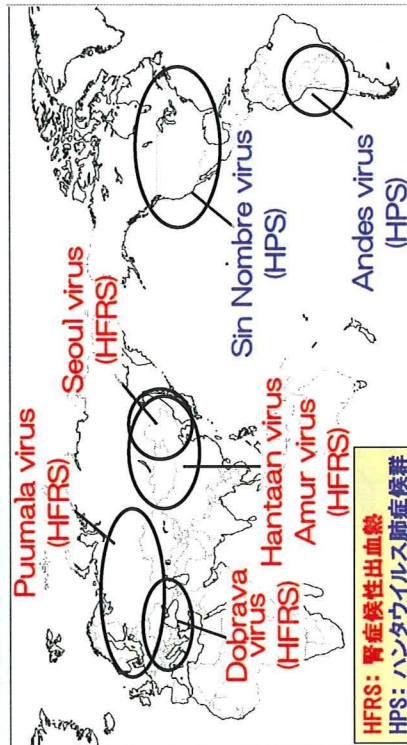 Puumala virus
(HFRS)
Seoul virus
(HFRS)
Dobrava
virus
(HFRS)
Hantaan virus
Amur virus
(HFRS)
Sin Nombre virus
(HPS)
Andes virus
(HPS)
HFRS: 腎症候性出血熱
HPS: ハンタウイルス肺症候群